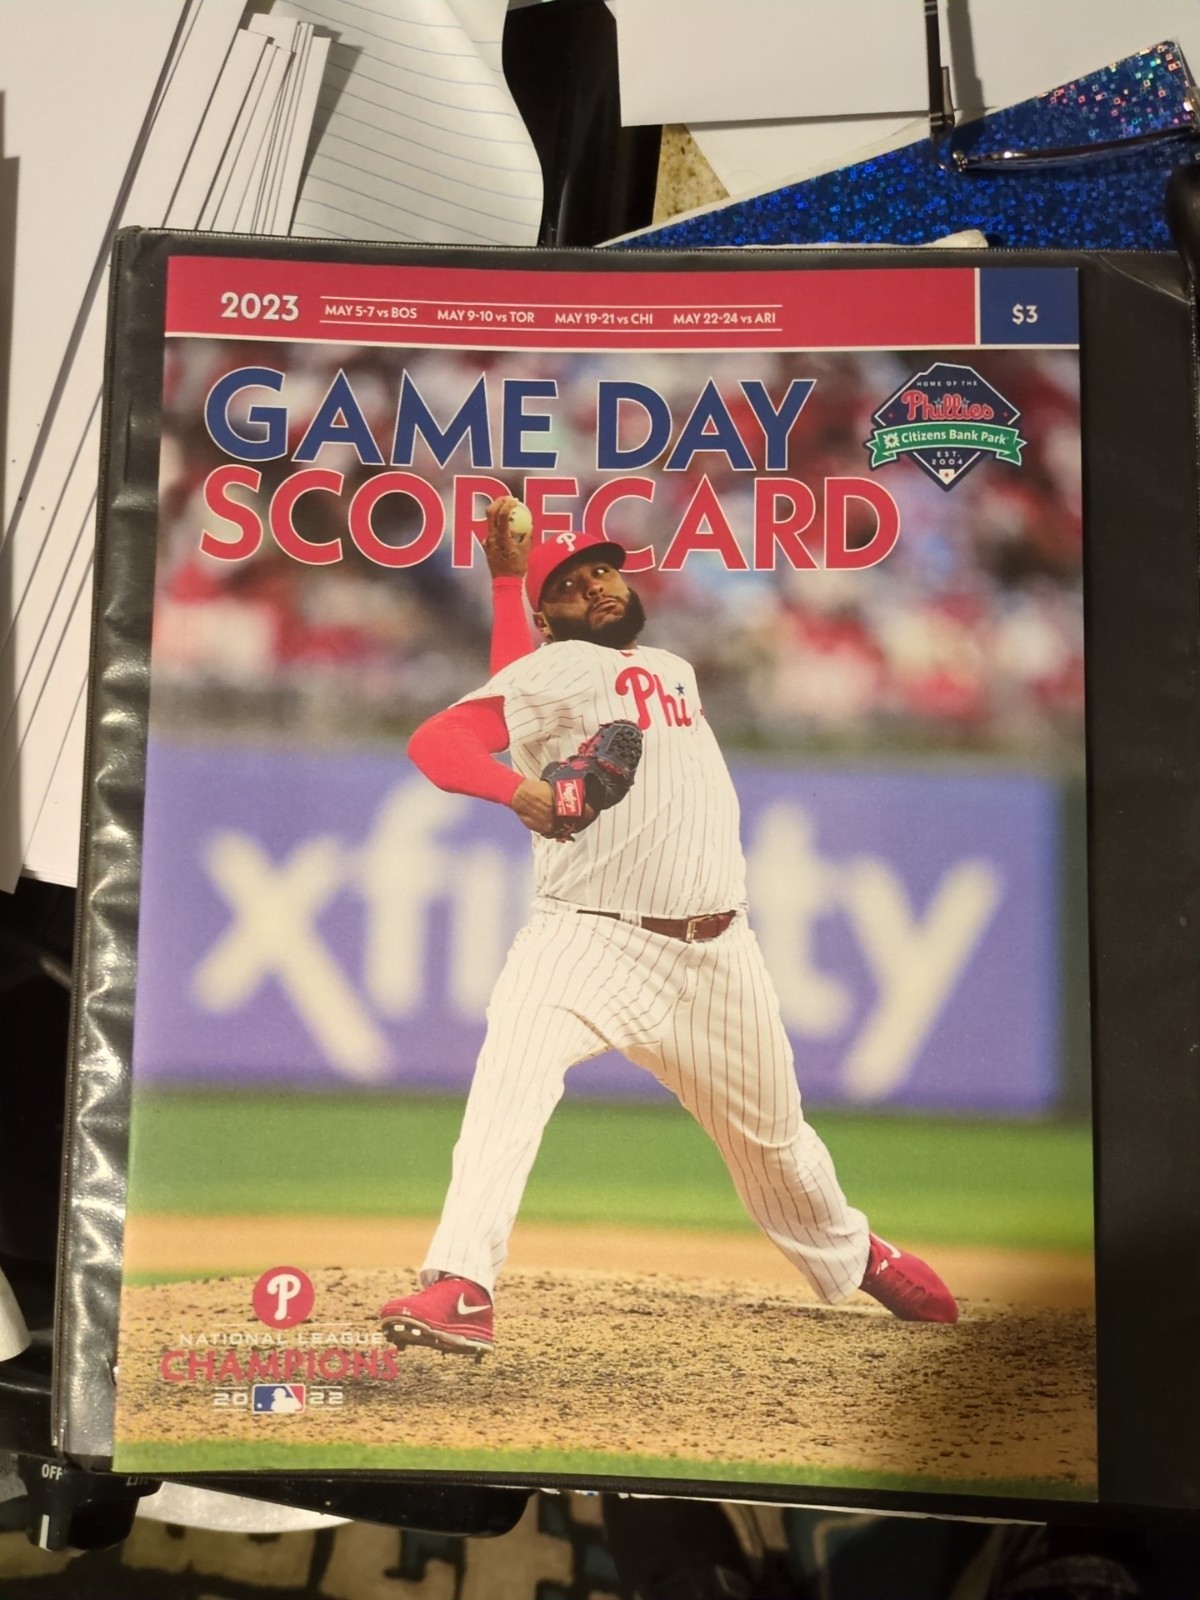 2023 MAY 5-7 vs BOS MAY 9-10 vs TOR MAY 19-21 vs CHI MAY 22-24 vs ARI $3
GAME DAY
SCORECARD
HOME OF THE
Phillies
Citizens Bank Park
EST.
2004
P
Phi
Rawlings
xfinity
P
NATIONAL LEAGUE
CHAMPIONS
20 22
OFF